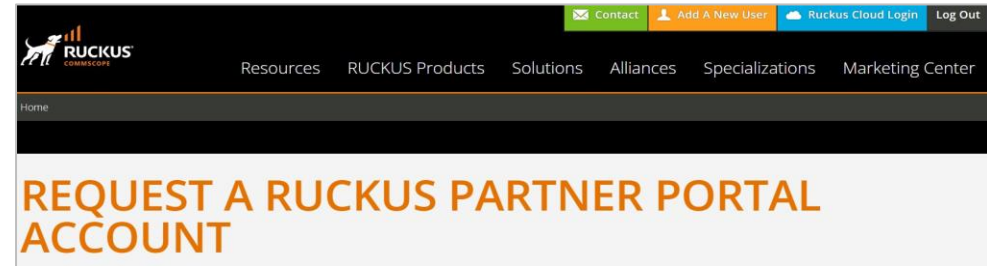 Contact Add A New User Ruckus Cloud Login Log Out
RUCKUS®
COMMSCOPE
Resources RUCKUS Products Solutions Alliances Specializations Marketing Center
Home
REQUEST A RUCKUS PARTNER PORTAL
ACCOUNT